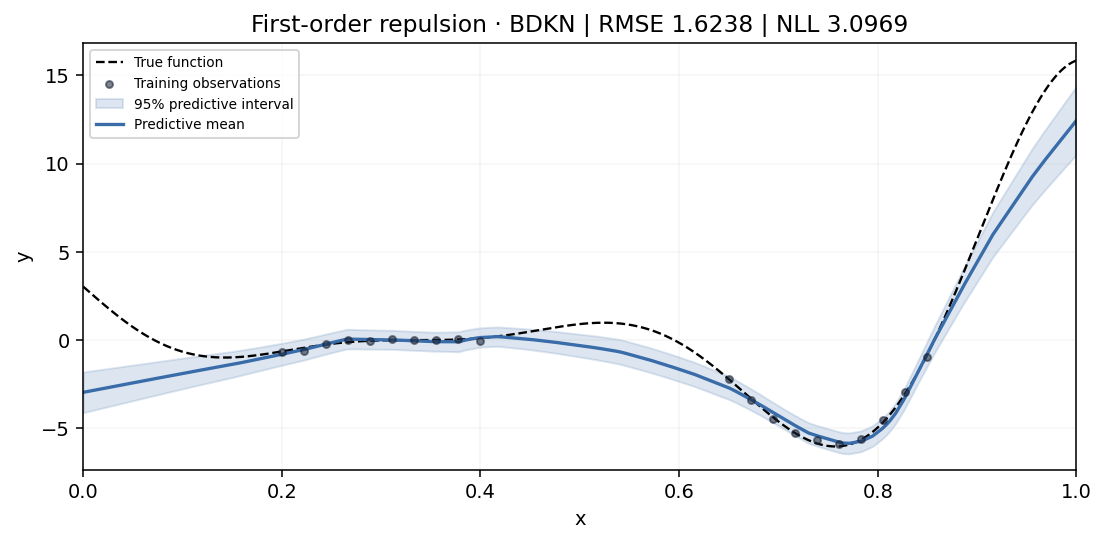 First-order repulsion · BDKN | RMSE 1.6238 | NLL 3.0969
True function
Training observations
95% predictive interval
Predictive mean
15
10
5
0
−5
y
0.0 0.2 0.4 0.6 0.8 1.0
x